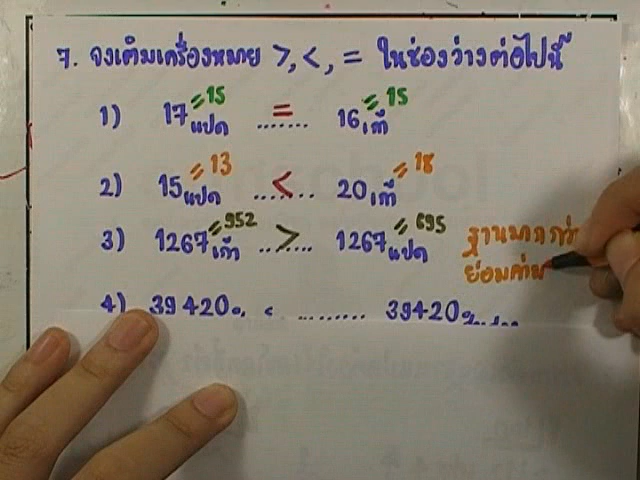 7. จงเติมเครื่องหมาย >, <, = ในช่องว่างต่อไปนี้
1) 17แปด = 15 ...=... 16เก้า = 15
2) 15แปด = 13 ...<... 20เก้า = 18
3) 1267เก้า = 952 ...>... 1267แปด = 695 ฐานมากกว่า
ย่อมค่าม
4) 39420 ......... 39420